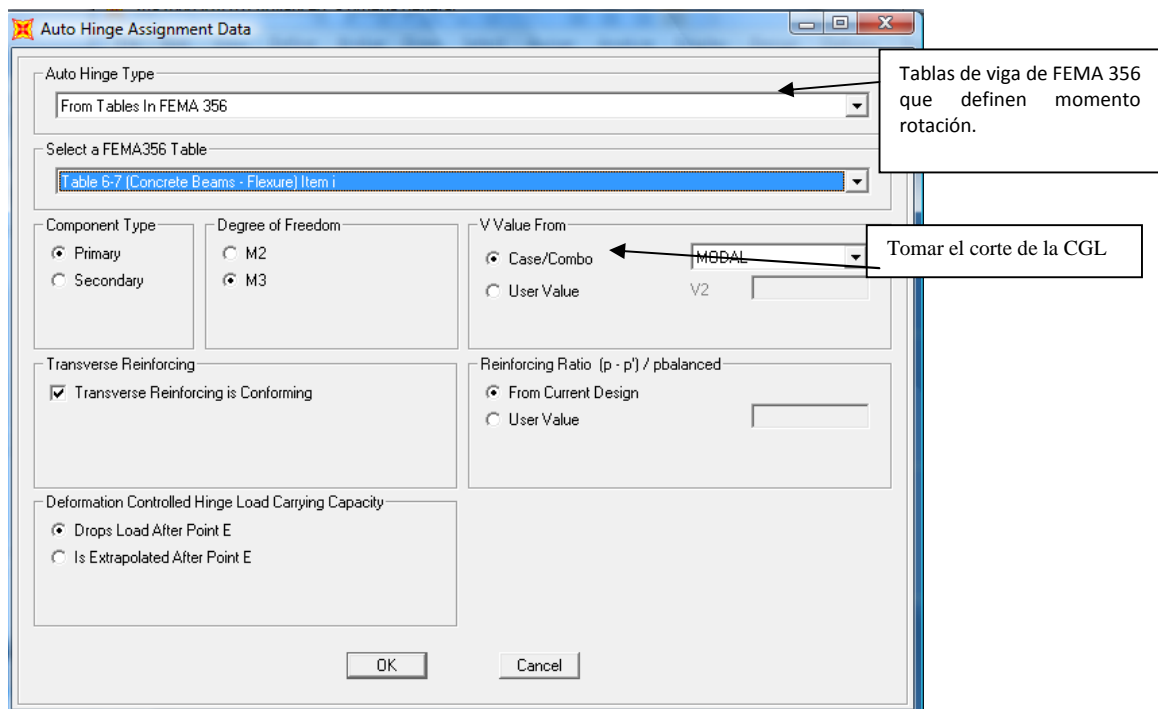 Auto Hinge Assignment Data
Auto Hinge Type
From Tables In FEMA 356
Tablas de viga de FEMA 356
que definen momento
rotación.
Select a FEMA356 Table
Table 6-7 (Concrete Beams - Flexure) Item i
Component Type
Primary
Secondary
Degree of Freedom
M2
M3
V Value From
Case/Combo
MODAL
User Value
V2
Tomar el corte de la CGL
Transverse Reinforcing
Transverse Reinforcing is Conforming
Reinforcing Ratio (p - p') / pbalanced
From Current Design
User Value
Deformation Controlled Hinge Load Carrying Capacity
Drops Load After Point E
Is Extrapolated After Point E
OK
Cancel